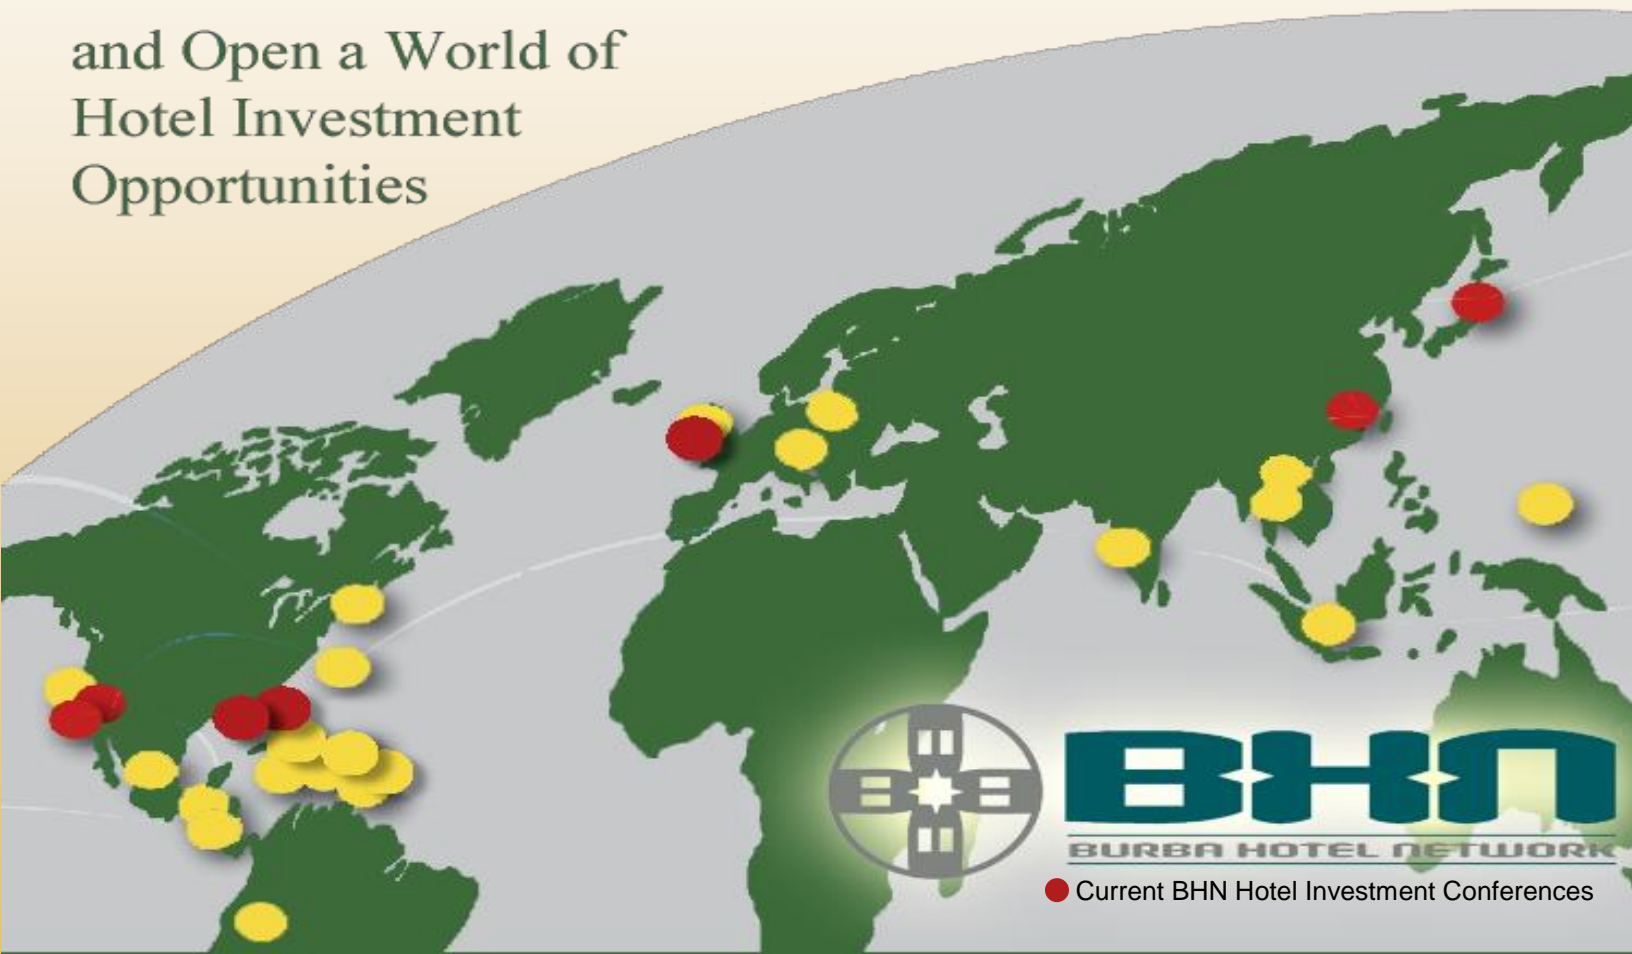 and Open a World of
Hotel Investment
Opportunities
BHN
BURBA HOTEL NETWORK
Current BHN Hotel Investment Conferences